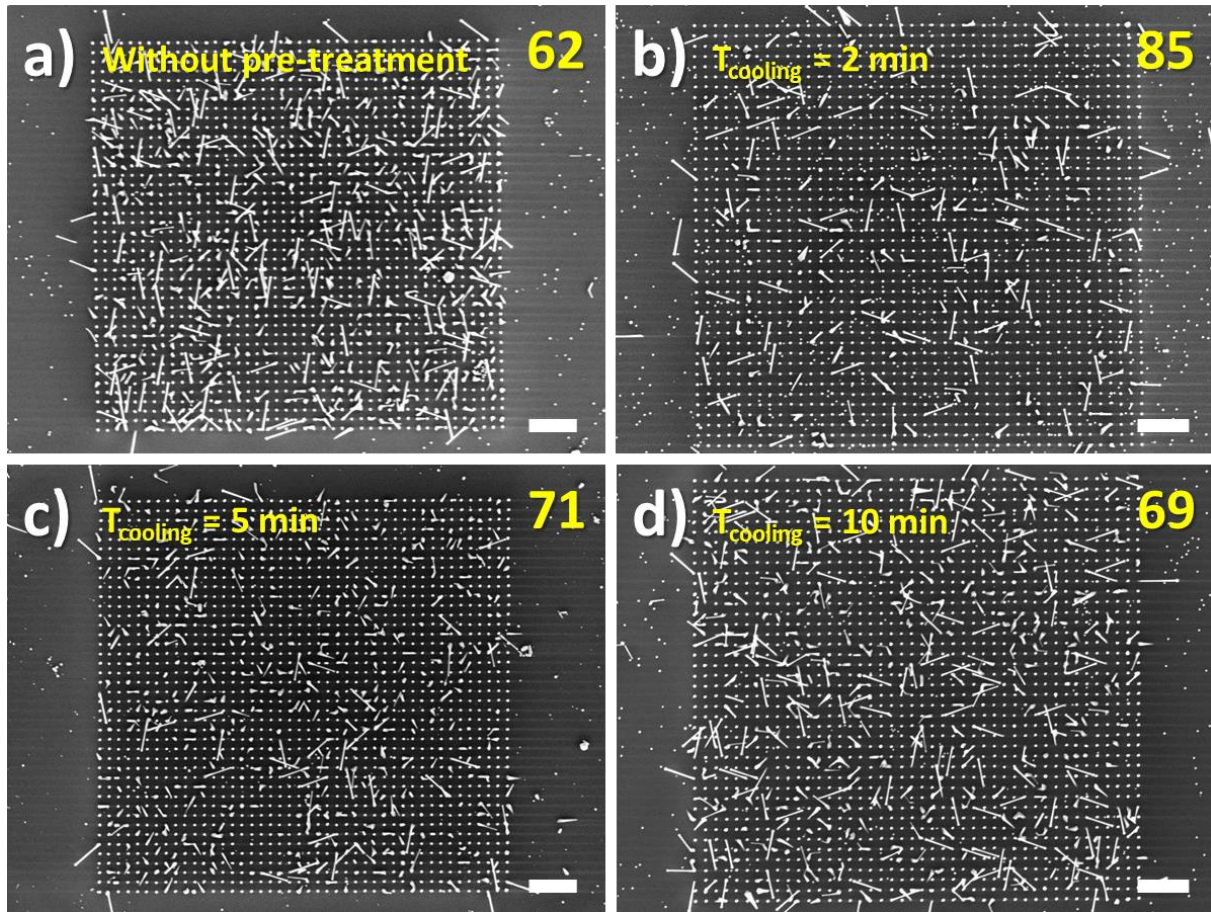 a) Without pre-treatment 62
b) Tcooling = 2 min 85
c) Tcooling = 5 min 71
d) Tcooling = 10 min 69